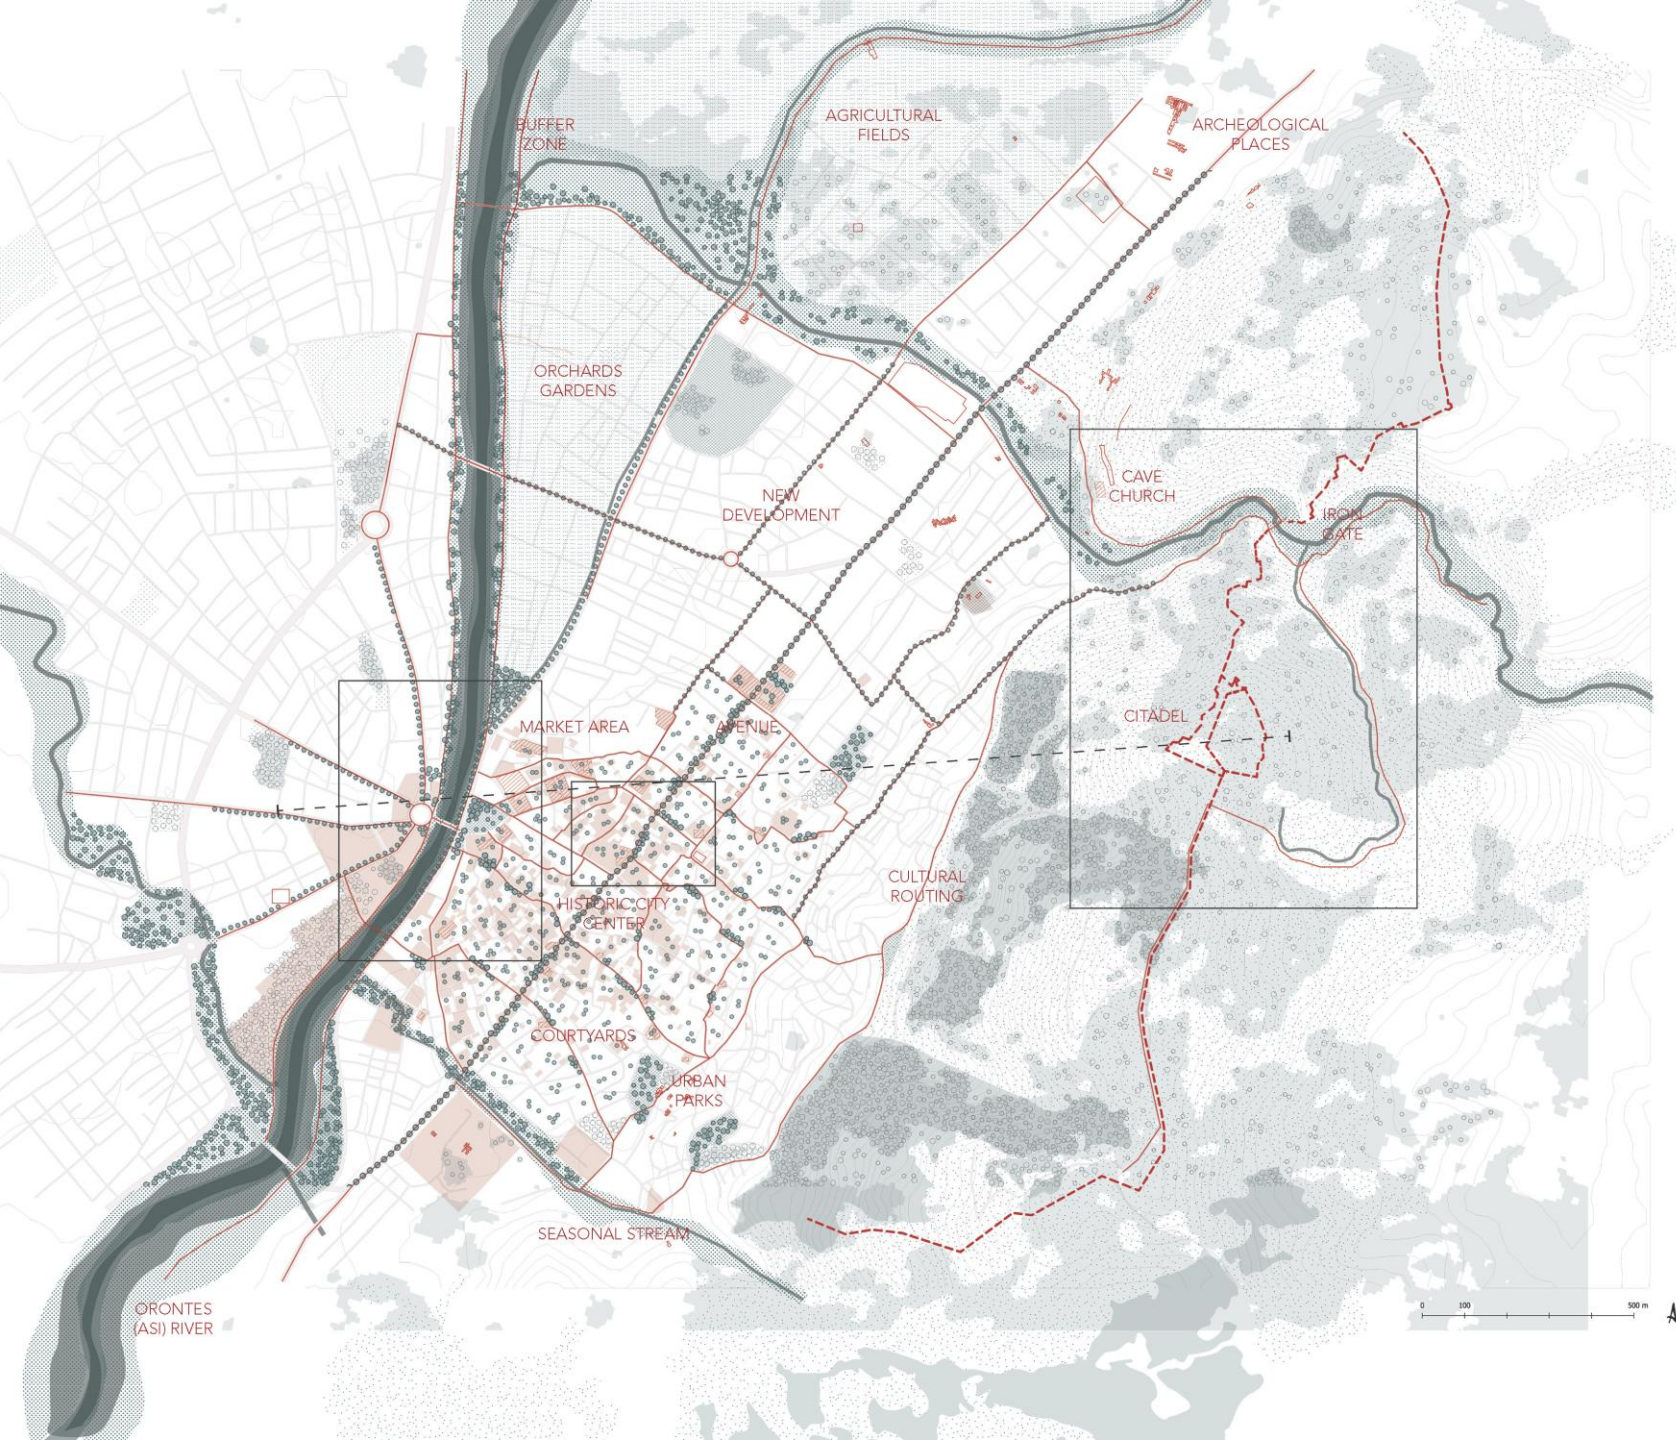 BUFFER
ZONE
AGRICULTURAL
FIELDS
ARCHEOLOGICAL
PLACES
ORCHARDS
GARDENS
NEW
DEVELOPMENT
CAVE
CHURCH
IRON
GATE
MARKET AREA
AVENUE
CITADEL
CULTURAL
ROUTING
HISTORIC CITY
CENTER
COURTYARDS
URBAN
PARKS
SEASONAL STREAM
ORONTES
(ASI) RIVER
0 100 500 m